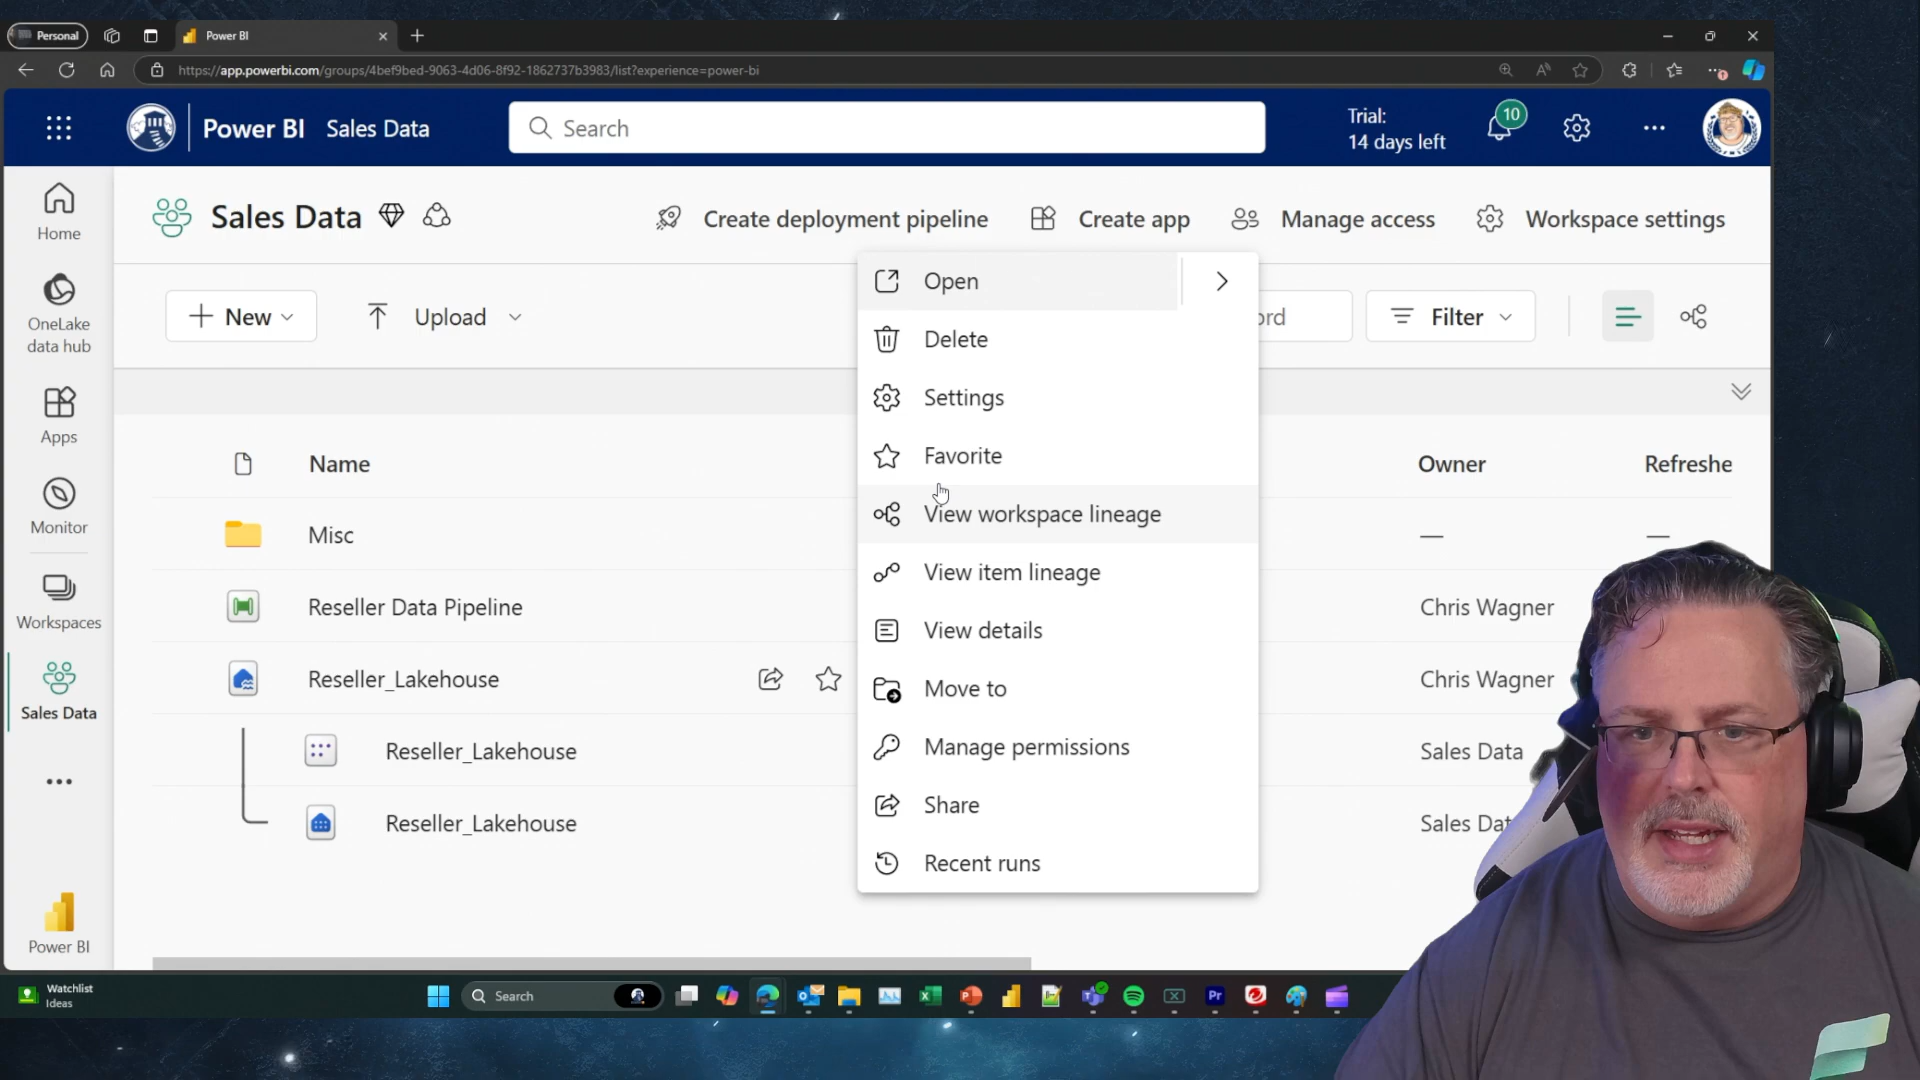 Personal
Power BI
https://app.powerbi.com/groups/4bef9bed-9063-4d06-8f92-1862737b3983/list?experience=power-bi
Power BI Sales Data
Search
Trial:
14 days left
10
Home
OneLake
data hub
Apps
Monitor
Workspaces
Sales Data
Power BI
Sales Data
Create deployment pipeline
Create app
Manage access
Workspace settings
New
Upload
Filter
Name
Owner
Refreshe
Misc
—
—
Reseller Data Pipeline
Chris Wagner
Reseller_Lakehouse
Chris Wagner
Reseller_Lakehouse
Sales Data
Reseller_Lakehouse
Sales Dat
Open
Delete
Settings
Favorite
View workspace lineage
View item lineage
View details
Move to
Manage permissions
Share
Recent runs
Watchlist
Ideas
Search